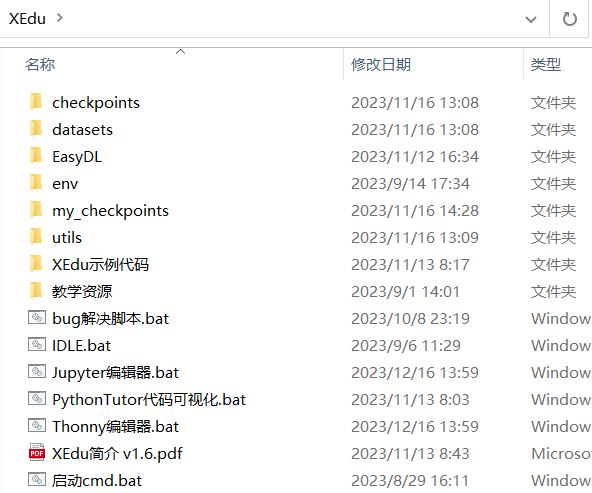 XEdu
名称 修改日期 类型
checkpoints 2023/11/16 13:08 文件夹
datasets 2023/11/16 13:08 文件夹
EasyDL 2023/11/12 16:34 文件夹
env 2023/9/14 17:34 文件夹
my_checkpoints 2023/11/16 14:28 文件夹
utils 2023/11/16 13:09 文件夹
XEdu示例代码 2023/11/13 8:17 文件夹
教学资源 2023/9/1 14:01 文件夹
bug解决脚本.bat 2023/10/8 23:19 Window
IDLE.bat 2023/9/6 11:29 Window
Jupyter编辑器.bat 2023/12/16 13:59 Window
PythonTutor代码可视化.bat 2023/11/13 8:03 Window
Thonny编辑器.bat 2023/12/16 13:59 Window
PDF XEdu简介 v1.6.pdf 2023/11/13 8:43 Microso
启动cmd.bat 2023/8/29 16:11 Window